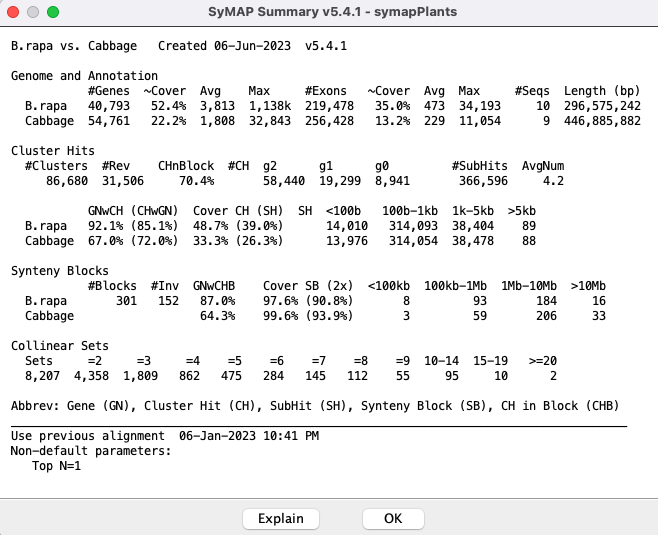 SyMAP Summary v5.4.1 - symapPlants
B.rapa vs. Cabbage   Created 06-Jun-2023  v5.4.1
Genome and Annotation
#Genes  ~Cover  Avg    Max     #Exons   ~Cover  Avg  Max     #Seqs  Length (bp)
B.rapa   40,793   52.4%  3,813  1,138k  219,478   35.0%  473  34,193     10  296,575,242
Cabbage  54,761   22.2%  1,808  32,843  256,428   13.2%  229  11,054      9  446,885,882
Cluster Hits
#Clusters  #Rev    CHnBlock  #CH  g2      g1      g0         #SubHits  AvgNum
86,680  31,506     70.4%       58,440  19,299  8,941       366,596     4.2
GNwCH (CHwGN)  Cover CH (SH)  SH  <100b   100b-1kb  1k-5kb  >5kb
B.rapa   92.1% (85.1%)  48.7% (39.0%)      14,010   314,093  38,404    89
Cabbage  67.0% (72.0%)  33.3% (26.3%)      13,976   314,054  38,478    88
Synteny Blocks
#Blocks  #Inv  GNwCHB    Cover SB (2x)  <100kb  100kb-1Mb  1Mb-10Mb  >10Mb
B.rapa       301   152   87.0%    97.6% (90.8%)       8         93       184     16
Cabbage                  64.3%    99.6% (93.9%)       3         59       206     33
Collinear Sets
Sets     =2     =3     =4     =5     =6     =7     =8    =9  10-14  15-19   >=20
8,207  4,358  1,809   862    475    284    145    112    55     95     10      2
Abbrev: Gene (GN), Cluster Hit (CH), SubHit (SH), Synteny Block (SB), CH in Block (CHB)
Use previous alignment  06-Jan-2023 10:41 PM
Non-default parameters:
Top N=1
Explain
OK